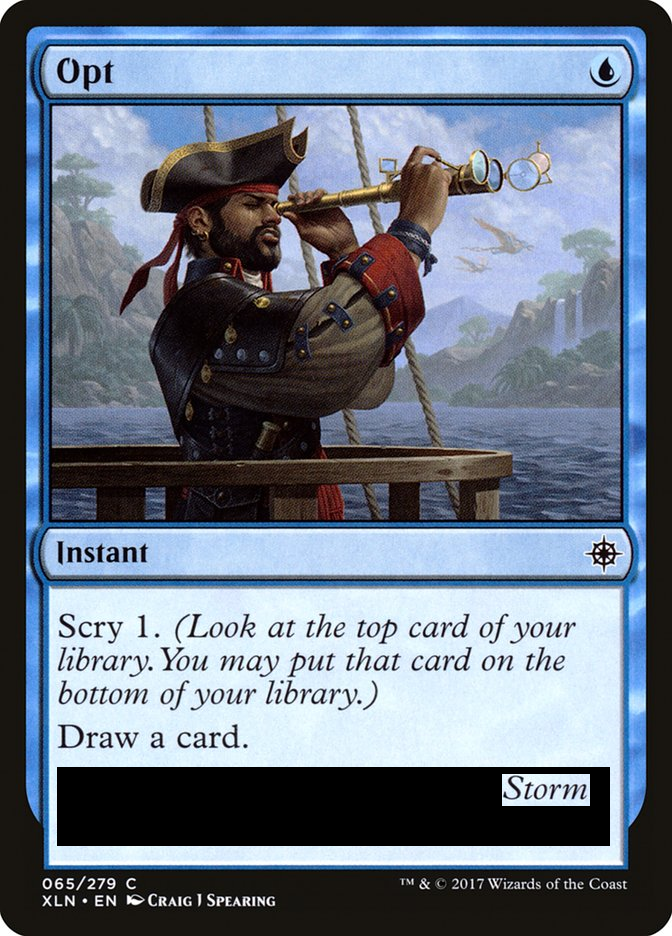 Opt
Instant
Scry 1. (Look at the top card of your
library. You may put that card on the
bottom of your library.)
Draw a card.
Storm
065/279 C
XLN • EN Craig J Spearing
™ & © 2017 Wizards of the Coast